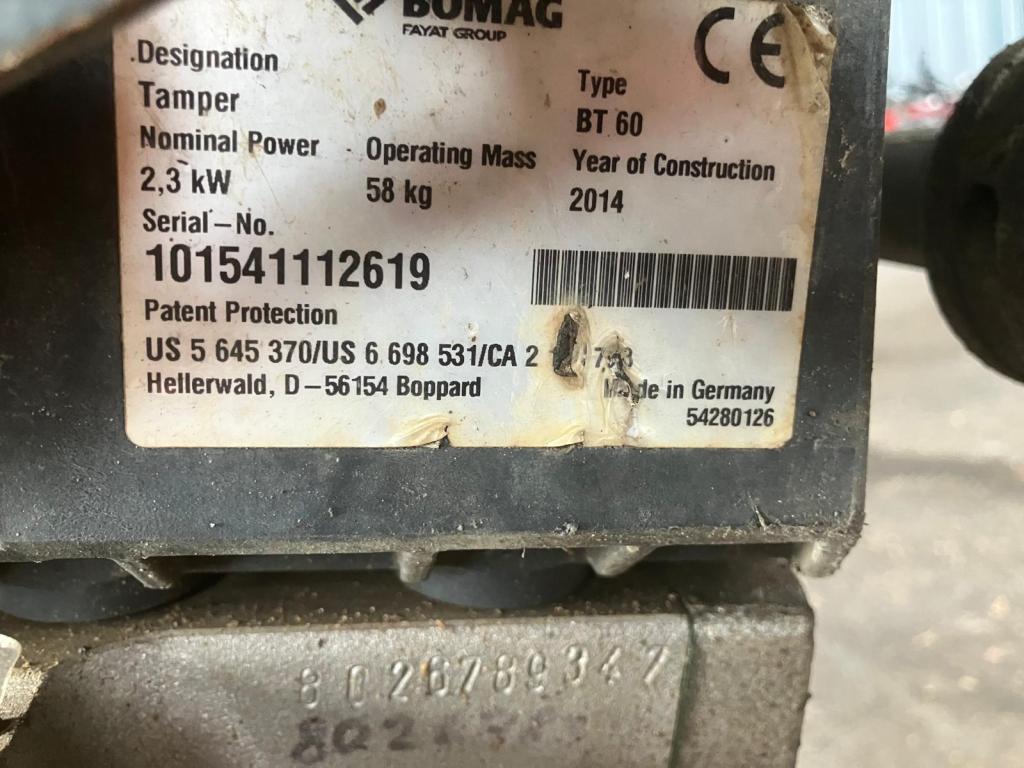 BOMAG
FAYAT GROUP
CE
Designation
Tamper
Type
BT 60
Nominal Power
2,3 kW
Operating Mass
58 kg
Year of Construction
2014
Serial–No.
101541112619
Patent Protection
US 5 645 370/US 6 698 531/CA 2
Hellerwald, D–56154 Boppard
Made in Germany
54280126
8026789347